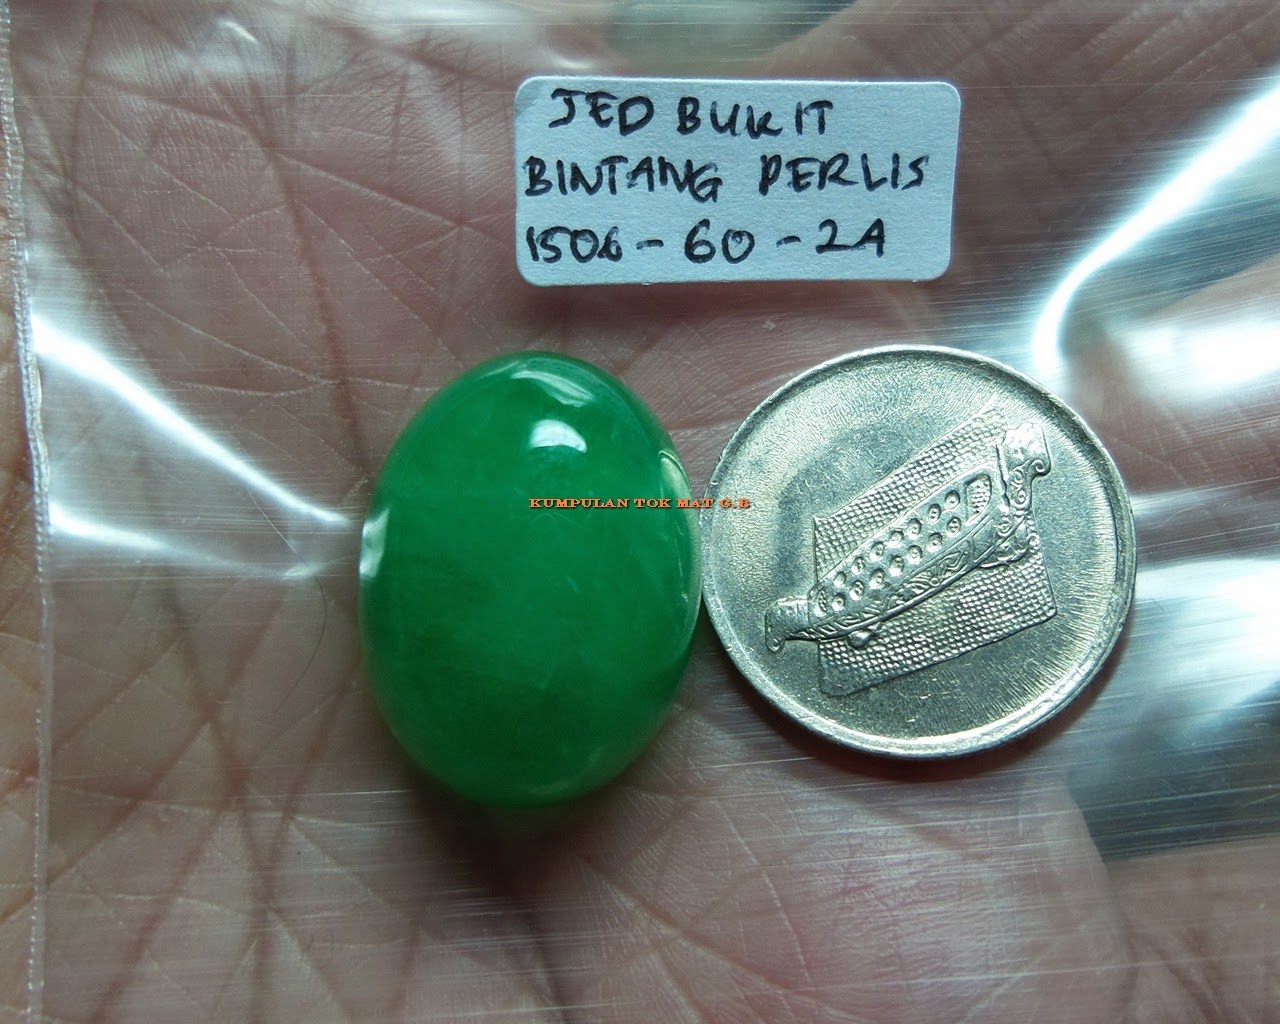 JED BUKIT
BINTANG PERLIS
1506-60-2A
KUMPULAN TOK MAT G.B